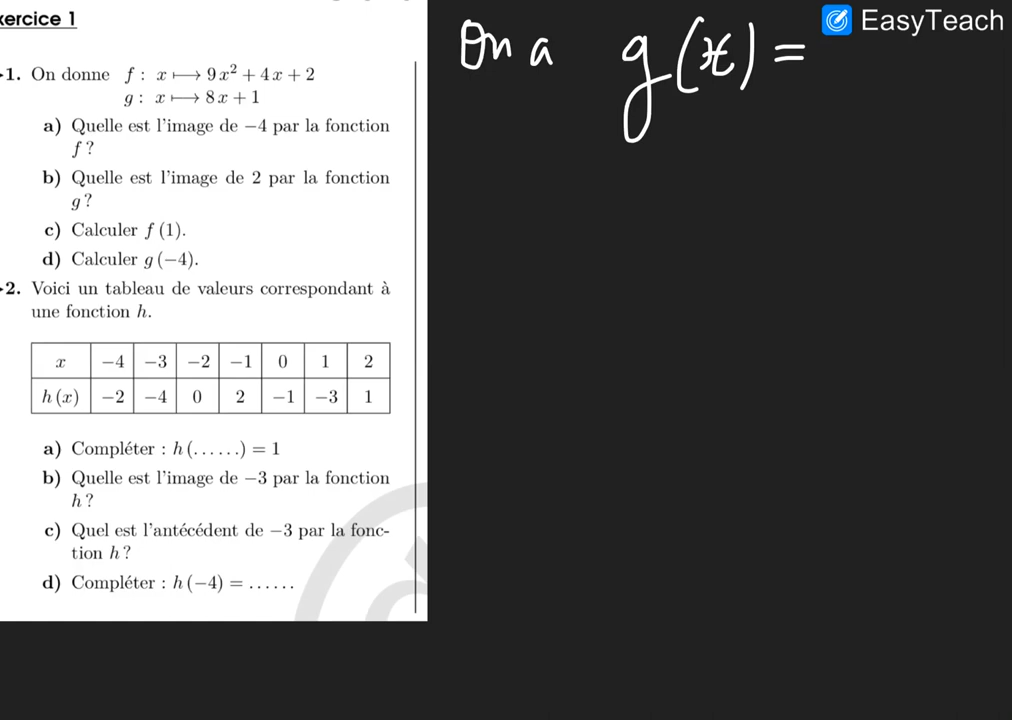 xercice 1
1. On donne f : x ⟼ 9x² + 4x + 2
g : x ⟼ 8x + 1
a) Quelle est l'image de −4 par la fonction
f ?
b) Quelle est l'image de 2 par la fonction
g ?
c) Calculer f (1).
d) Calculer g (−4).
2. Voici un tableau de valeurs correspondant à
une fonction h.
x −4 −3 −2 −1 0 1 2
h (x) −2 −4 0 2 −1 −3 1
a) Compléter : h (......) = 1
b) Quelle est l'image de −3 par la fonction
h ?
c) Quel est l'antécédent de −3 par la fonc-
tion h ?
d) Compléter : h (−4) = ......
On a g(x) =
EasyTeach